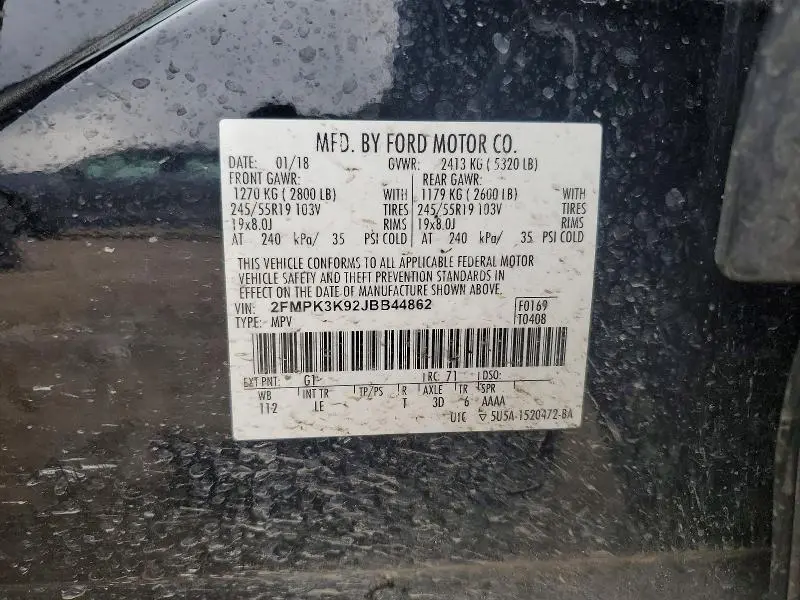 MFD. BY FORD MOTOR CO.
DATE: 01/18 GVWR: 2413 KG ( 5320 LB)
FRONT GAWR: REAR GAWR:
1270 KG ( 2800 LB) WITH 1179 KG ( 2600 LB) WITH
245/55R19 103V TIRES 245/55R19 103V TIRES
19x8.0J RIMS 19x8.0J RIMS
AT 240 kPa/ 35 PSI COLD AT 240 kPa/ 35 PSI COLD
THIS VEHICLE CONFORMS TO ALL APPLICABLE FEDERAL MOTOR
VEHICLE SAFETY AND THEFT PREVENTION STANDARDS IN
EFFECT ON THE DATE OF MANUFACTURE SHOWN ABOVE.
VIN: 2FMPK3K92JBB44862 F0169
TYPE: MPV T0408
EXT PNT: G1 RC: 71 DSO:
WB INT TR TP/PS R AXLE TR SPR
112 LE T 3D 6 AAAA
UTC ▽ 5U5A-1520472-BA